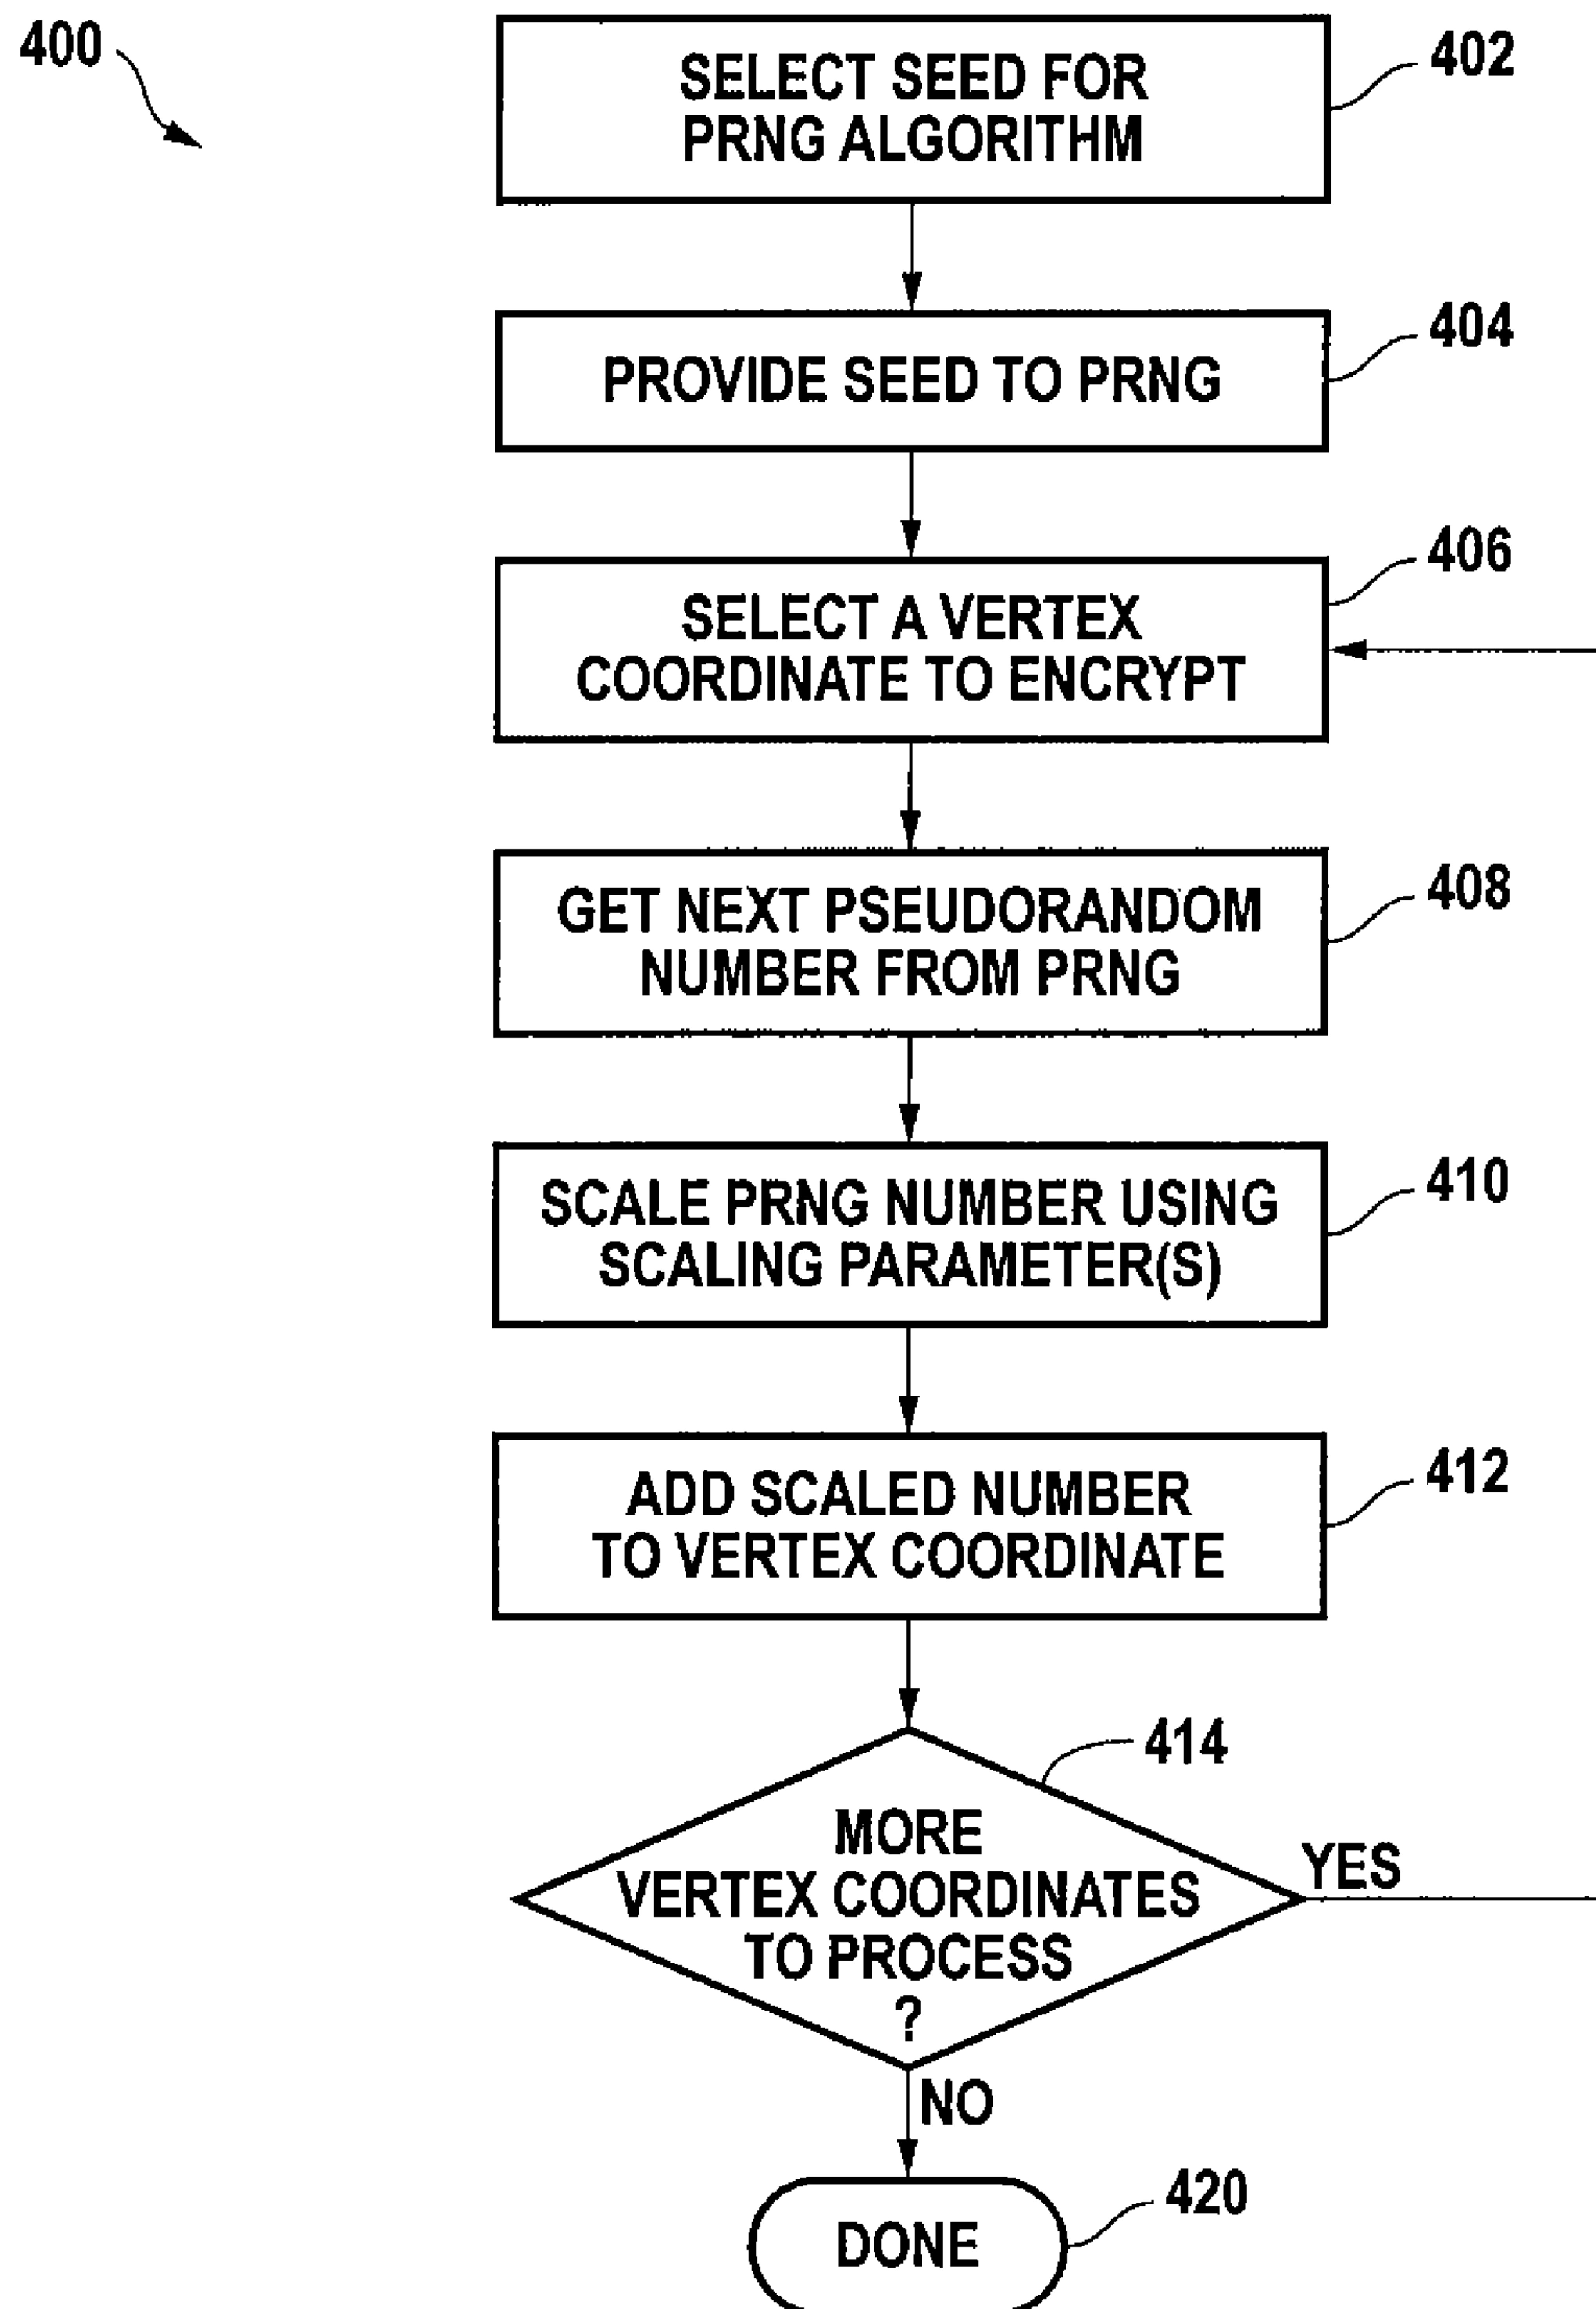 400
SELECT SEED FOR
PRNG ALGORITHM
402
PROVIDE SEED TO PRNG
404
SELECT A VERTEX
COORDINATE TO ENCRYPT
406
GET NEXT PSEUDORANDOM
NUMBER FROM PRNG
408
SCALE PRNG NUMBER USING
SCALING PARAMETER(S)
410
ADD SCALED NUMBER
TO VERTEX COORDINATE
412
414
MORE
VERTEX COORDINATES
TO PROCESS
?
YES
NO
DONE
420